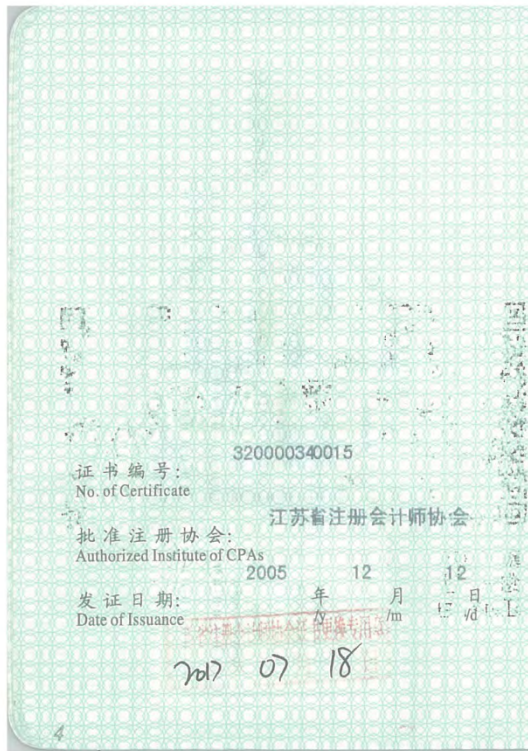 320000340015
证书编号:
No. of Certificate
江苏省注册会计师协会
批准注册协会:
Authorized Institute of CPAs
2005 12 12
发证日期: 年 月 日
Date of Issuance /y /m /d
2017 07 18
4